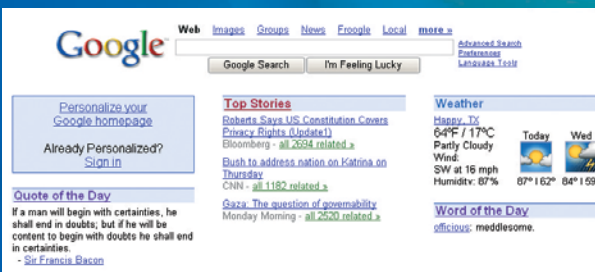 Google
Web Images Groups News Froogle Local more »
Advanced Search
Preferences
Language Tools
Google Search I'm Feeling Lucky
Personalize your
Google homepage
Already Personalized?
Sign in
Quote of the Day
If a man will begin with certainties, he
shall end in doubts; but if he will be
content to begin with doubts he shall end
in certainties.
- Sir Francis Bacon
Top Stories
Roberts Says US Constitution Covers
Privacy Rights (Update1)
Bloomberg - all 2694 related »
Bush to address nation on Katrina on
Thursday
CNN - all 1182 related »
Gaza: The question of governability
Monday Morning - all 2520 related »
Weather
Happy, TX
64°F / 17°C
Partly Cloudy
Wind:
SW at 16 mph
Humidity: 87%
Today Wed
87° | 62° 84° | 59
Word of the Day
officious: meddlesome.